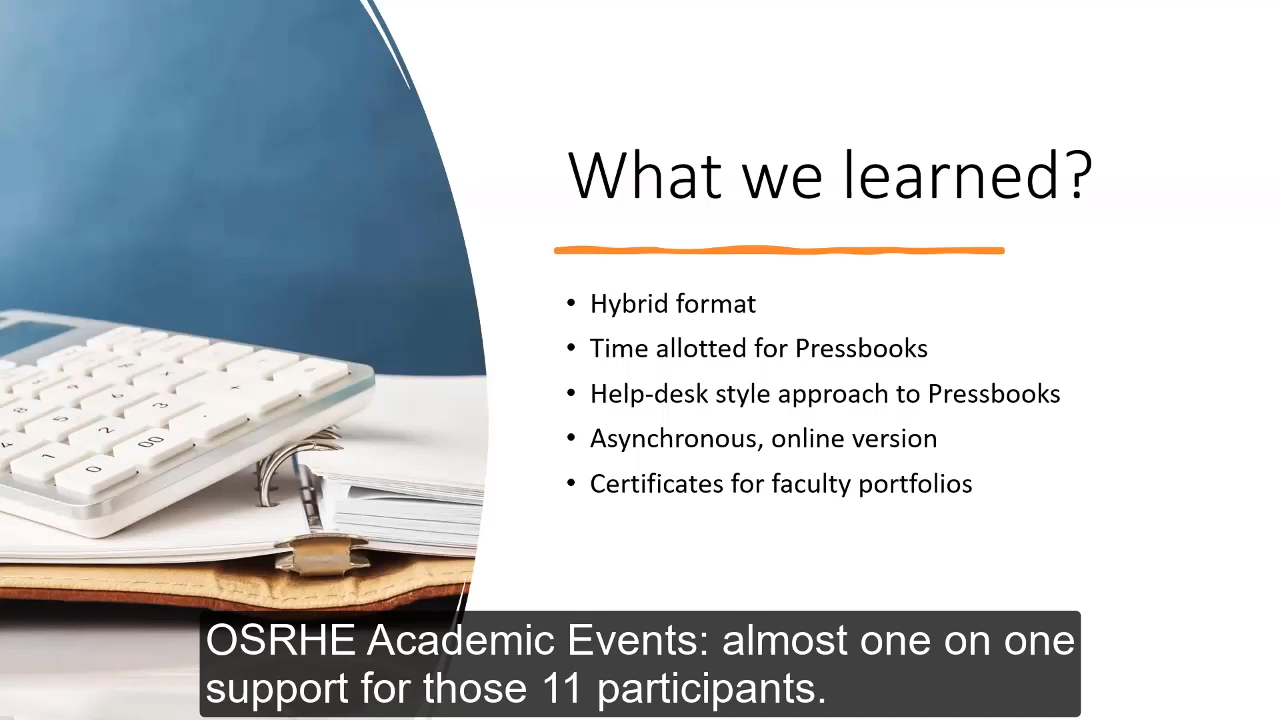 What we learned?
• Hybrid format
• Time allotted for Pressbooks
• Help-desk style approach to Pressbooks
• Asynchronous, online version
• Certificates for faculty portfolios
OSRHE Academic Events: almost one on one
support for those 11 participants.